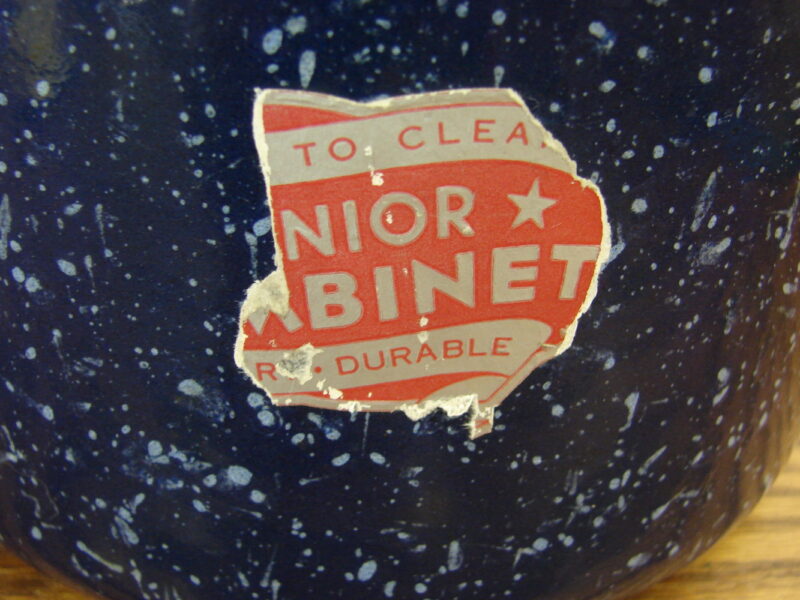 TO CLEA
NIOR ★
ABINET
R · DURABLE